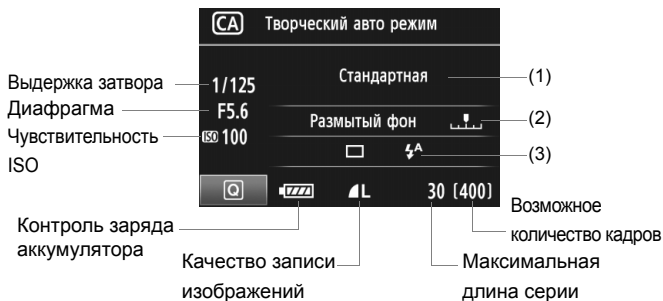 CA Творческий авто режим
Выдержка затвора
1/125
Стандартная
(1)
Диафрагма
F5.6
Размытый фон
(2)
Чувствительность
ISO
ISO 100
A
(3)
Q
L
30 [400]
Контроль заряда
аккумулятора
Качество записи
изображений
Максимальная
длина серии
Возможное
количество кадров